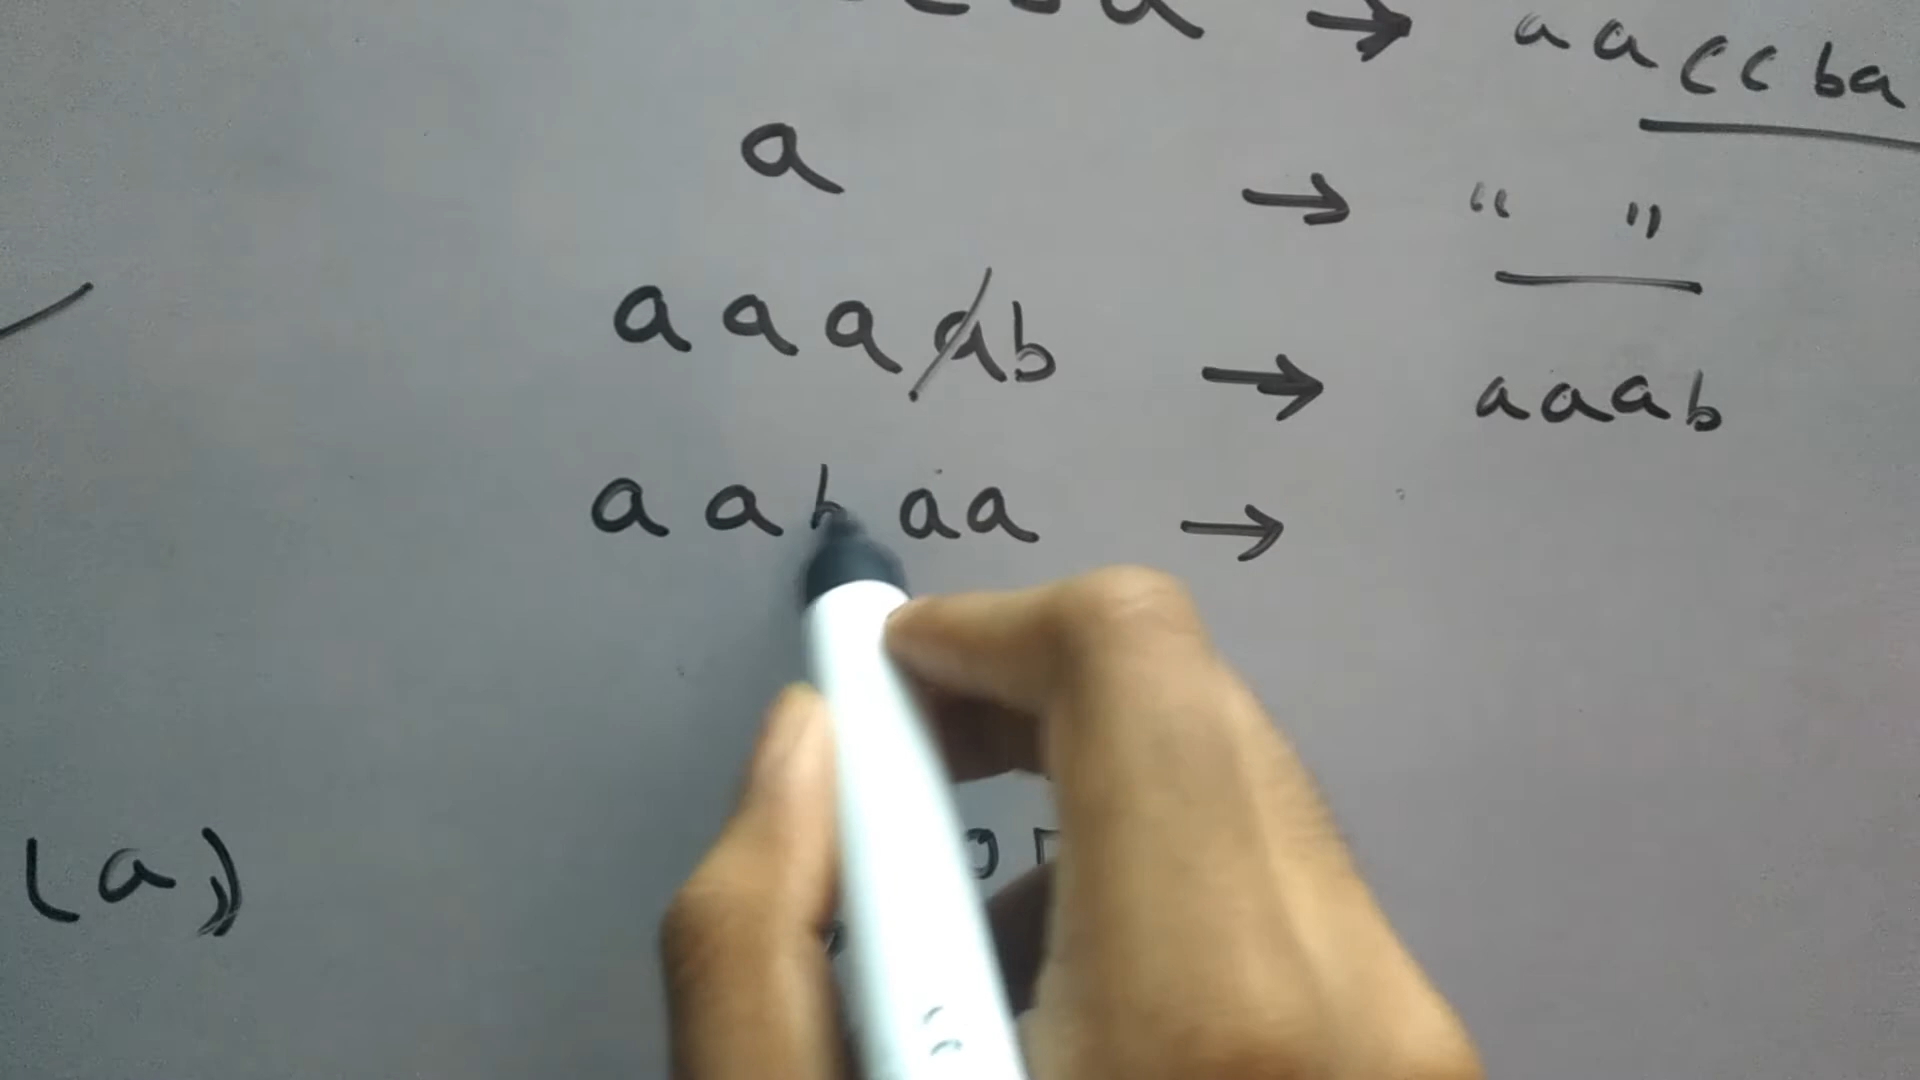 a → aaccba
a → " "
aaaab → aaab
aabaa →
(a)